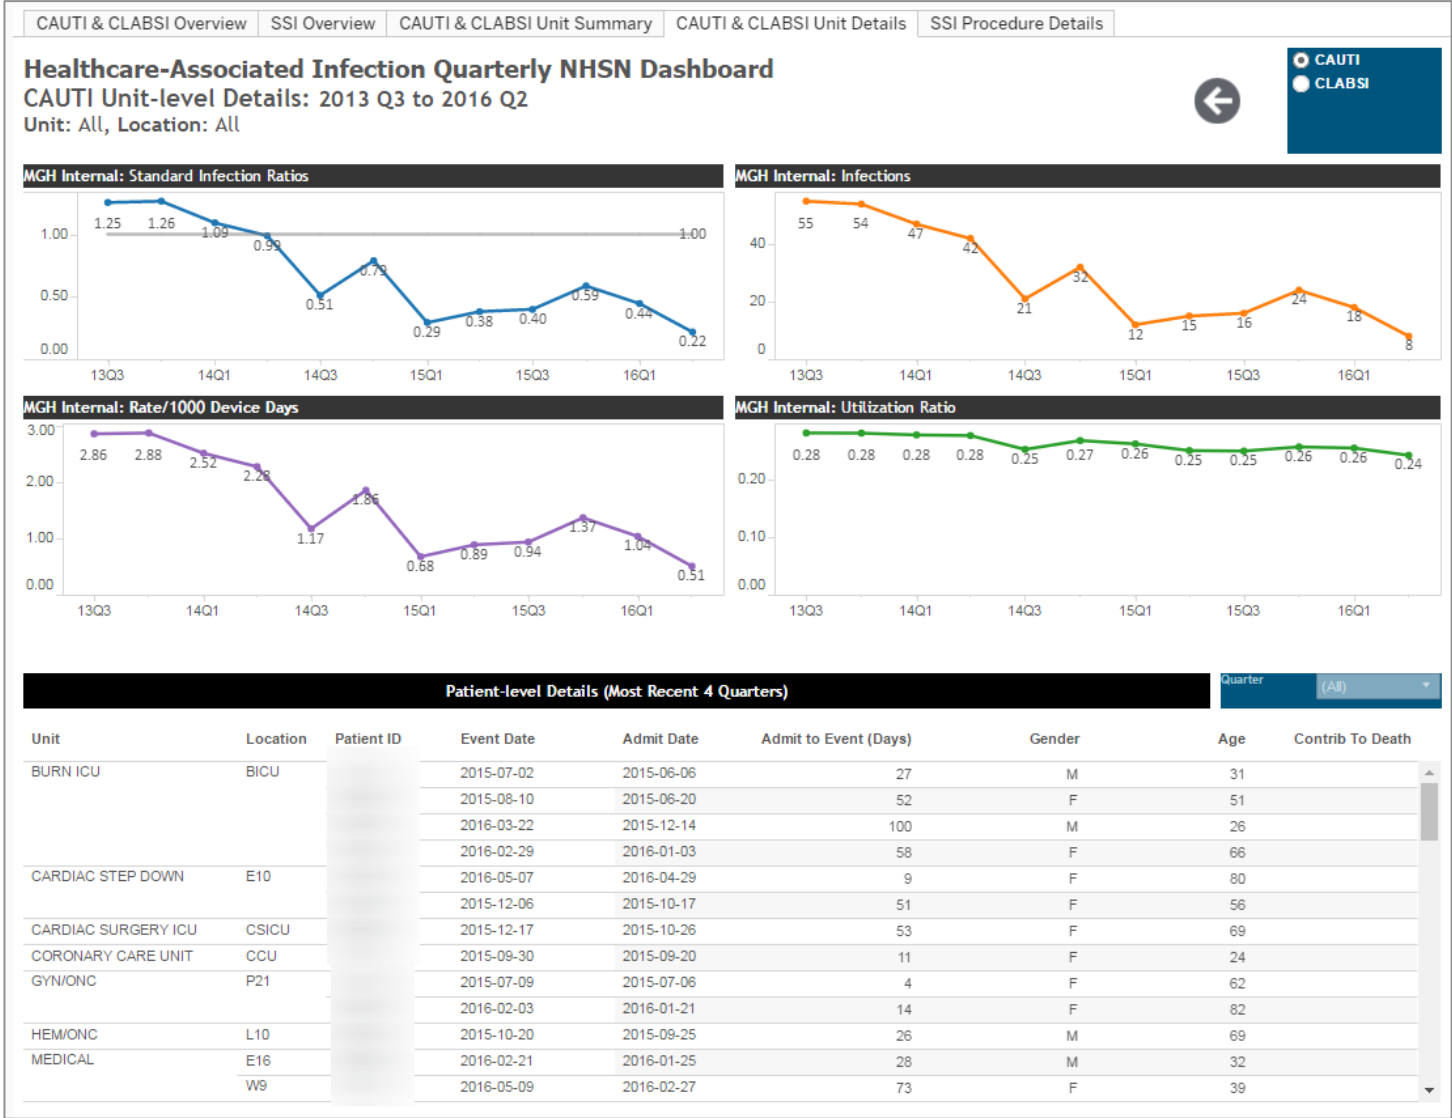 CAUTI & CLABSI Overview SSI Overview CAUTI & CLABSI Unit Summary CAUTI & CLABSI Unit Details SSI Procedure Details
Healthcare-Associated Infection Quarterly NHSN Dashboard
CAUTI Unit-level Details: 2013 Q3 to 2016 Q2
Unit: All, Location: All
CAUTI
CLABSI
MGH Internal: Standard Infection Ratios
1.00
0.50
0.00
1.25 1.26 1.09 0.99 0.51 0.79 0.29 0.38 0.40 0.59 0.44 0.22
1.00
13Q3 14Q1 14Q3 15Q1 15Q3 16Q1
MGH Internal: Infections
40
20
0
55 54 47 42 21 32 12 15 16 24 18 8
13Q3 14Q1 14Q3 15Q1 15Q3 16Q1
MGH Internal: Rate/1000 Device Days
3.00
2.00
1.00
0.00
2.86 2.88 2.52 2.28 1.17 1.86 0.68 0.89 0.94 1.37 1.04 0.51
13Q3 14Q1 14Q3 15Q1 15Q3 16Q1
MGH Internal: Utilization Ratio
0.20
0.10
0.00
0.28 0.28 0.28 0.28 0.25 0.27 0.26 0.25 0.25 0.26 0.26 0.24
13Q3 14Q1 14Q3 15Q1 15Q3 16Q1
Patient-level Details (Most Recent 4 Quarters)
Quarter (All)
Unit Location Patient ID Event Date Admit Date Admit to Event (Days) Gender Age Contrib To Death
BURN ICU BICU 2015-07-02 2015-06-06 27 M 31
2015-08-10 2015-06-20 52 F 51
2016-03-22 2015-12-14 100 M 26
2016-02-29 2016-01-03 58 F 66
CARDIAC STEP DOWN E10 2016-05-07 2016-04-29 9 F 80
2015-12-06 2015-10-17 51 F 56
CARDIAC SURGERY ICU CSICU 2015-12-17 2015-10-26 53 F 69
CORONARY CARE UNIT CCU 2015-09-30 2015-09-20 11 F 24
GYN/ONC P21 2015-07-09 2015-07-06 4 F 62
2016-02-03 2016-01-21 14 F 82
HEM/ONC L10 2015-10-20 2015-09-25 26 M 69
MEDICAL E16 2016-02-21 2016-01-25 28 M 32
W9 2016-05-09 2016-02-27 73 F 39